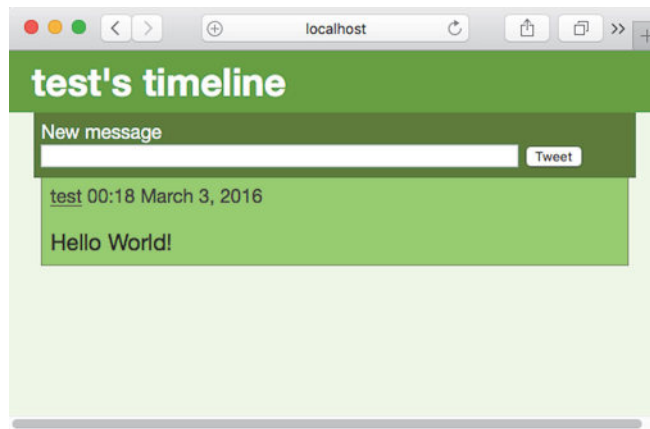 localhost
test's timeline
New message
Tweet
test 00:18 March 3, 2016
Hello World!